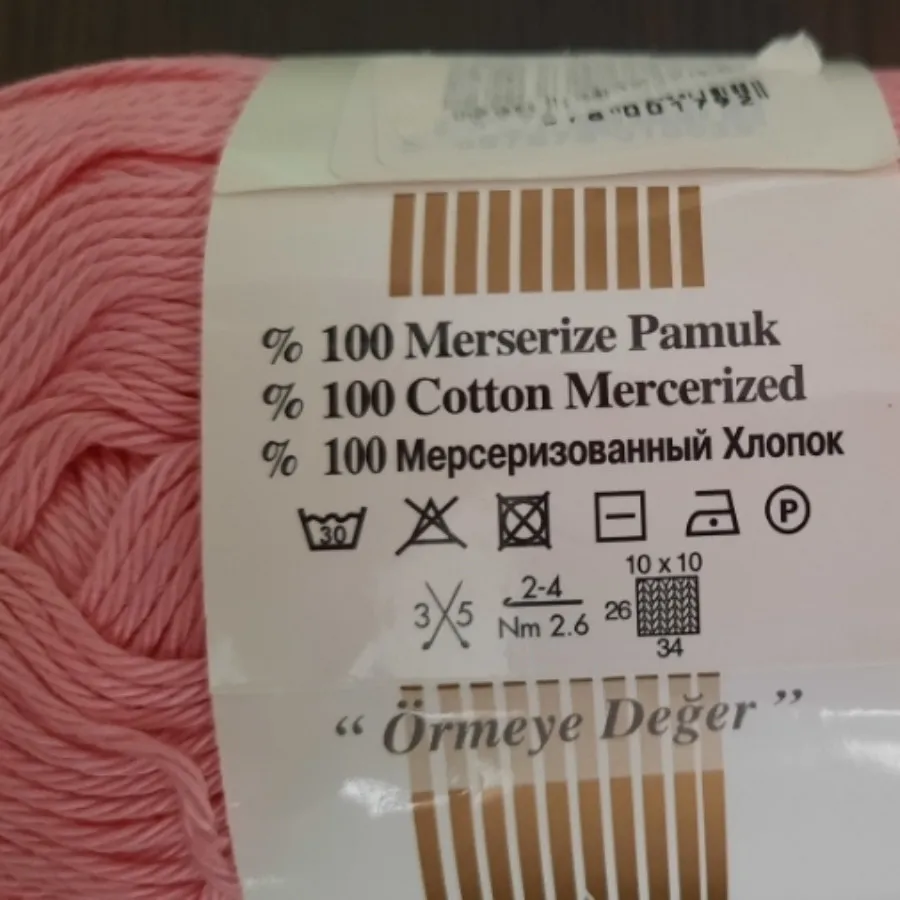 % 100 Merserize Pamuk
% 100 Cotton Mercerized
% 100 Мерсеризованный Хлопок
30 P
10 x 10
3 5 2-4 26
Nm 2.6
34
“ Örmeye Değer ”